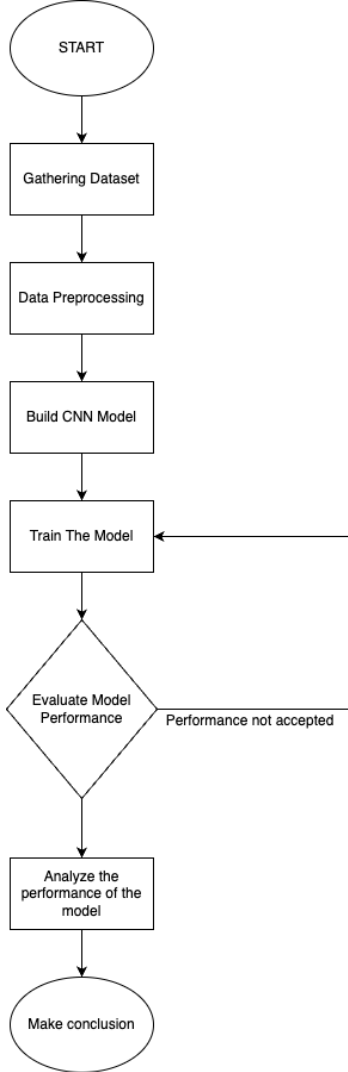 START
Gathering Dataset
Data Preprocessing
Build CNN Model
Train The Model
Evaluate Model
Performance
Performance not accepted
Analyze the
performance of the
model
Make conclusion